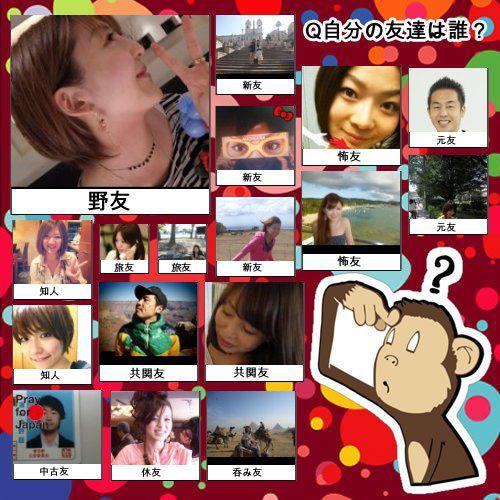 Q自分の友達は誰？
新友
野友
新友
怖友
元友
知人
旅友
旅友
新友
怖友
元友
?
知人
共関友
共関友
Pray
for
Japan
中古友
休友
呑み友